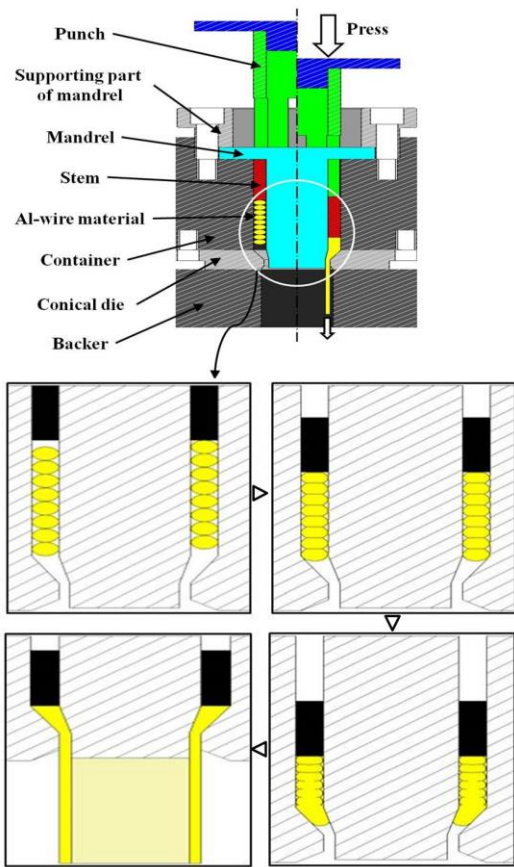 Press
Punch
Supporting part
of mandrel
Mandrel
Stem
Al-wire material
Container
Conical die
Backer